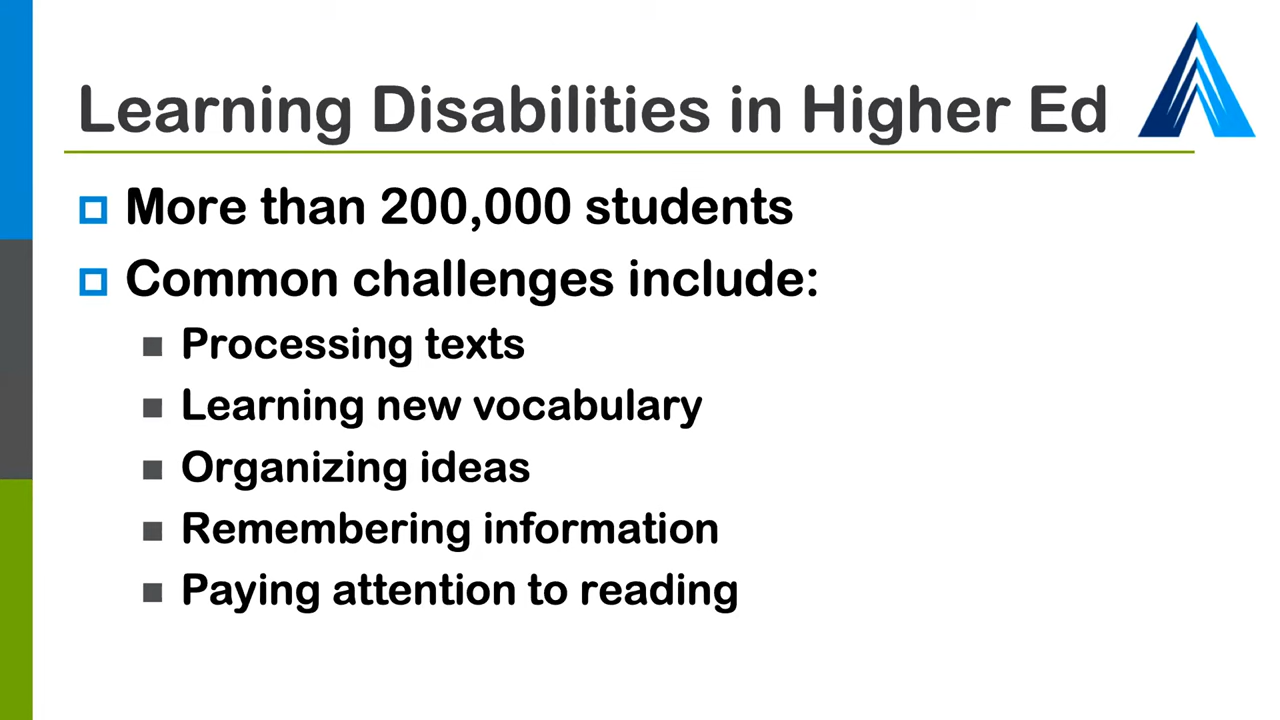 Learning Disabilities in Higher Ed
More than 200,000 students
Common challenges include:
Processing texts
Learning new vocabulary
Organizing ideas
Remembering information
Paying attention to reading